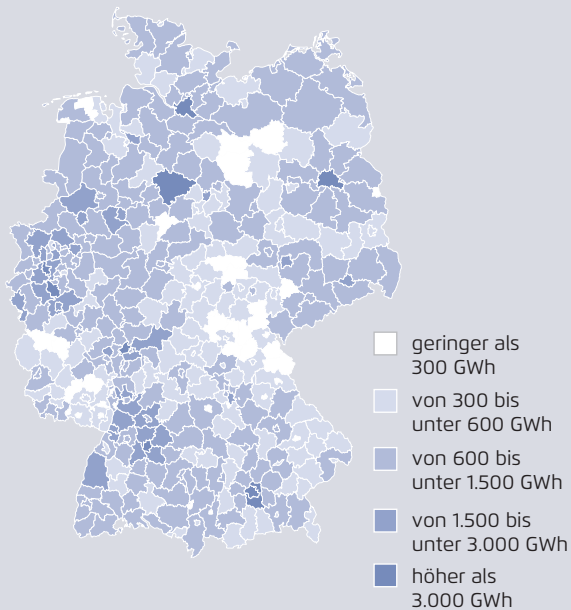 geringer als
300 GWh
von 300 bis
unter 600 GWh
von 600 bis
unter 1.500 GWh
von 1.500 bis
unter 3.000 GWh
höher als
3.000 GWh